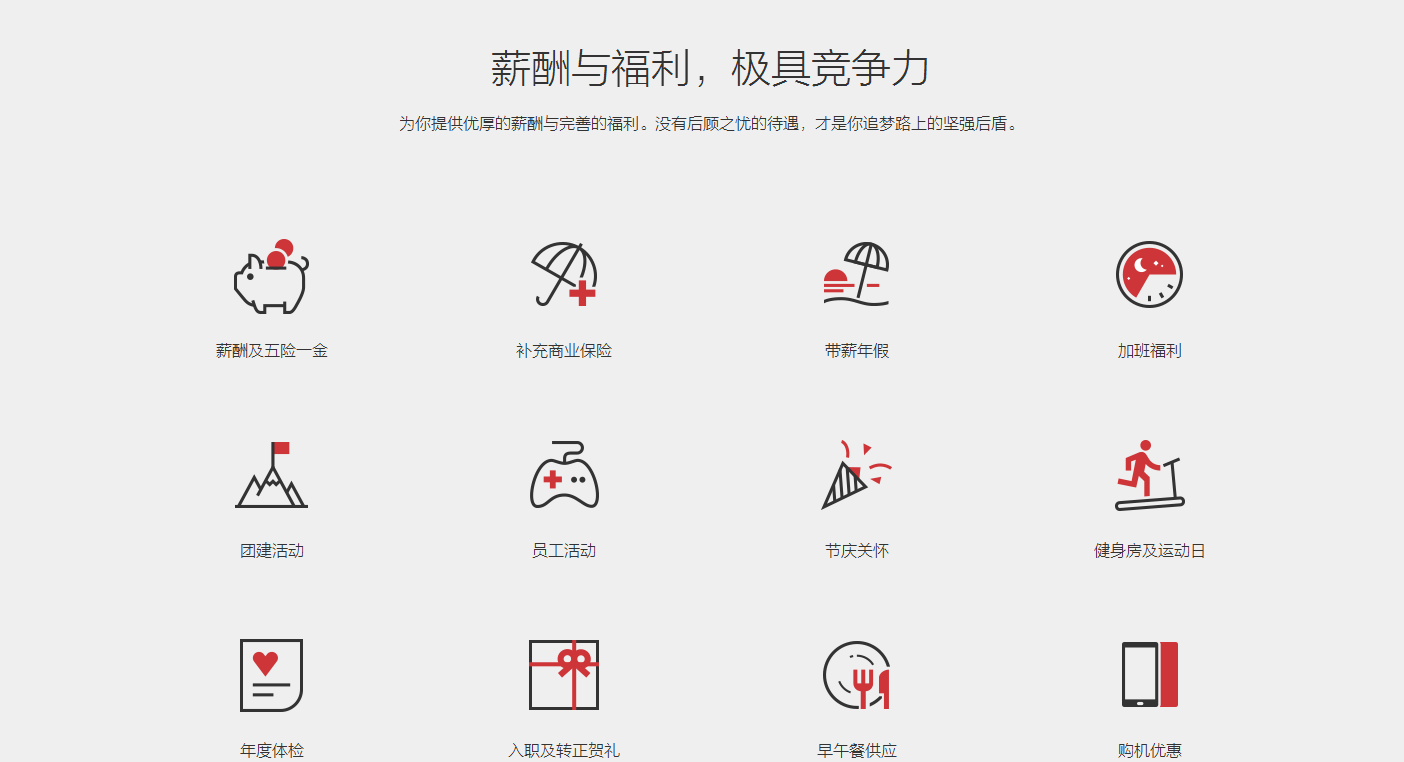 薪酬与福利，极具竞争力
为你提供优厚的薪酬与完善的福利。没有后顾之忧的待遇，才是你追梦路上的坚强后盾。
薪酬及五险一金
补充商业保险
带薪年假
加班福利
团建活动
员工活动
节庆关怀
健身房及运动日
年度体检
入职及转正贺礼
早午餐供应
购机优惠